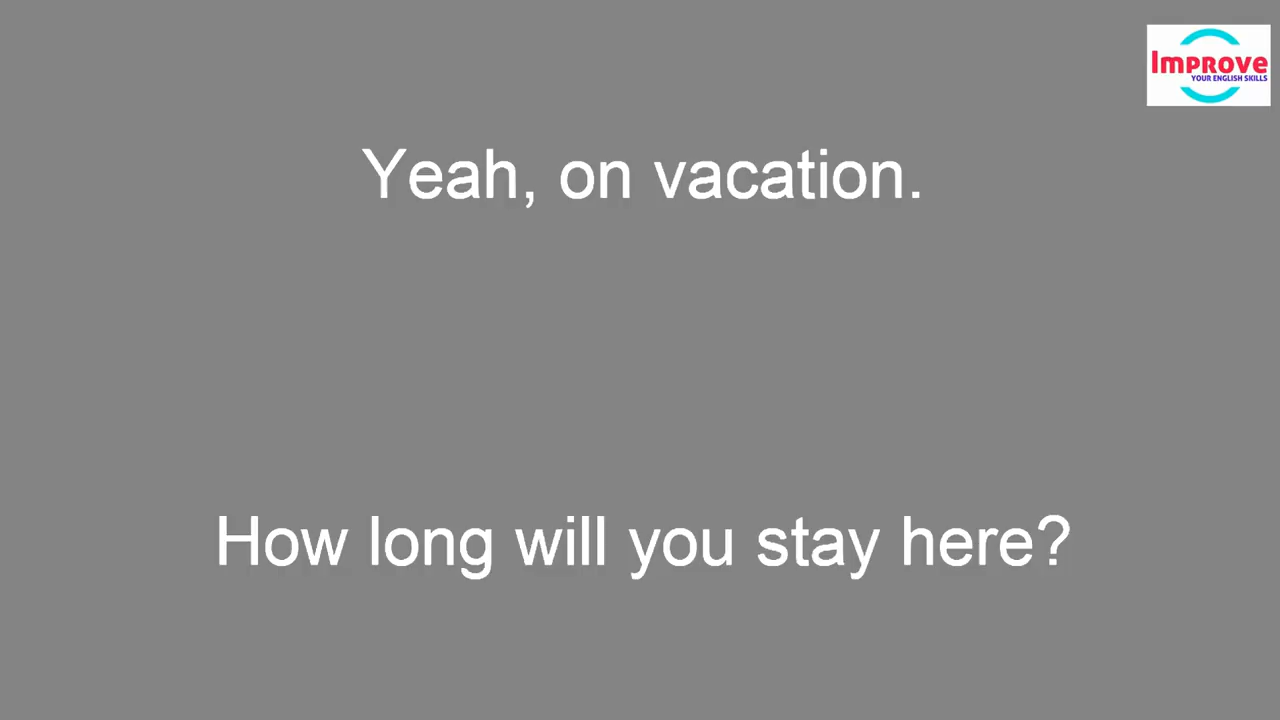 Improve
YOUR ENGLISH SKILLS
Yeah, on vacation.
How long will you stay here?